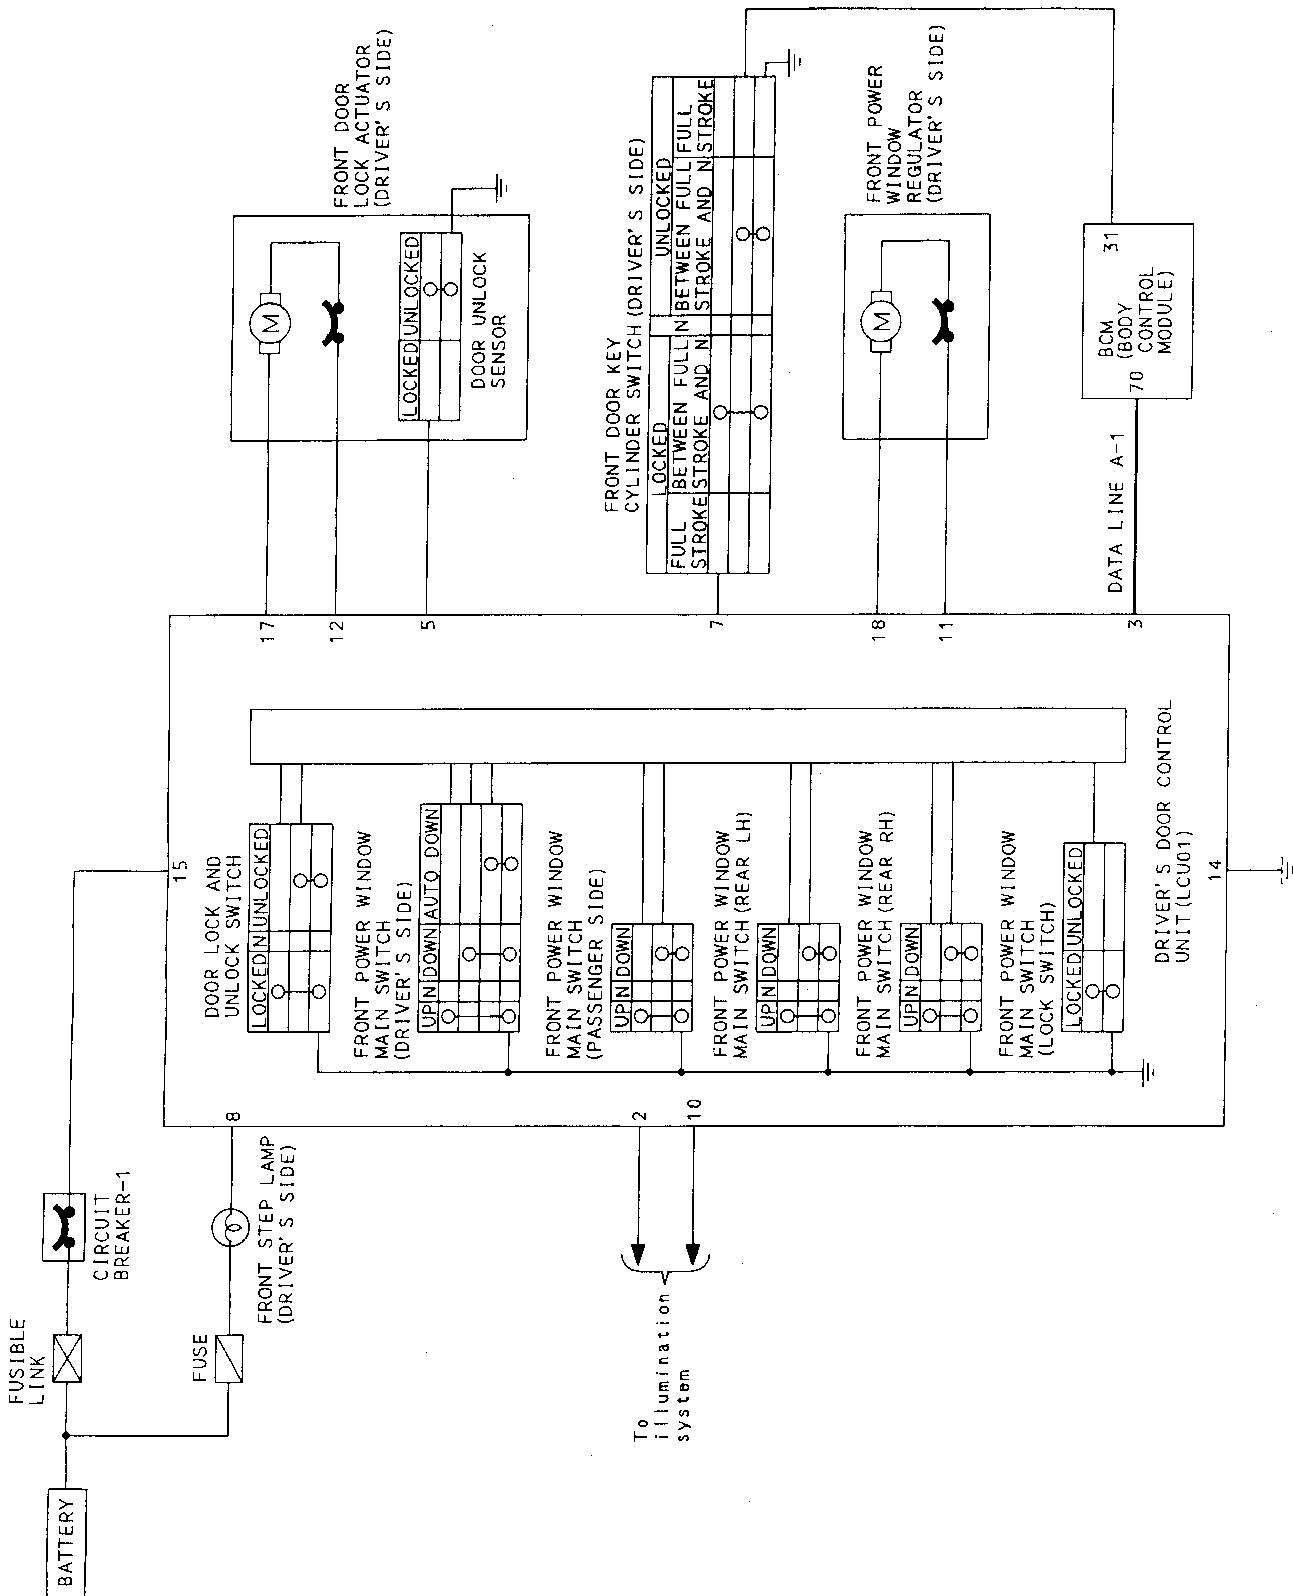 BATTERY
FUSIBLE
LINK
CIRCUIT
BREAKER-1
FUSE
FRONT STEP LAMP
(DRIVER'S SIDE)
To
illumination
system
15
8
2
10
DOOR LOCK AND
UNLOCK SWITCH
LOCKED N UNLOCKED
FRONT POWER WINDOW
MAIN SWITCH
(DRIVER'S SIDE)
UP N DOWN AUTO DOWN
FRONT POWER WINDOW
MAIN SWITCH
(PASSENGER SIDE)
UP N DOWN
FRONT POWER WINDOW
MAIN SWITCH (REAR LH)
UP N DOWN
FRONT POWER WINDOW
MAIN SWITCH (REAR RH)
UP N DOWN
FRONT POWER WINDOW
MAIN SWITCH
(LOCK SWITCH)
LOCKED UNLOCKED
DRIVER'S DOOR CONTROL
UNIT (LCU01)
14
17
12
5
7
18
11
3
FRONT DOOR
LOCK ACTUATOR
(DRIVER'S SIDE)
M
LOCKED UNLOCKED
DOOR UNLOCK
SENSOR
FRONT DOOR KEY
CYLINDER SWITCH (DRIVER'S SIDE)
LOCKED UNLOCKED
FULL BETWEEN FULL N BETWEEN FULL FULL
STROKE STROKE AND N STROKE AND N STROKE
FRONT POWER
WINDOW
REGULATOR
(DRIVER'S SIDE)
M
DATA LINE A-1
70
31
BCM
(BODY
CONTROL
MODULE)